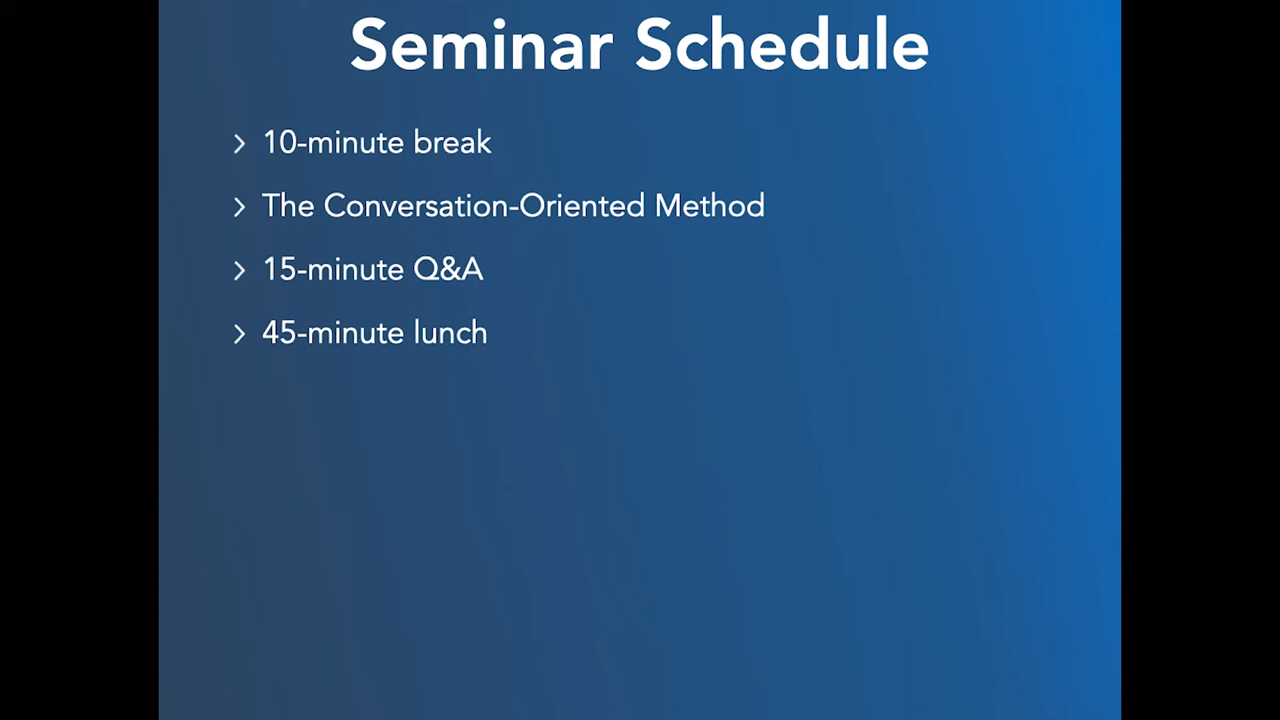 Seminar Schedule
10-minute break
The Conversation-Oriented Method
15-minute Q&A
45-minute lunch